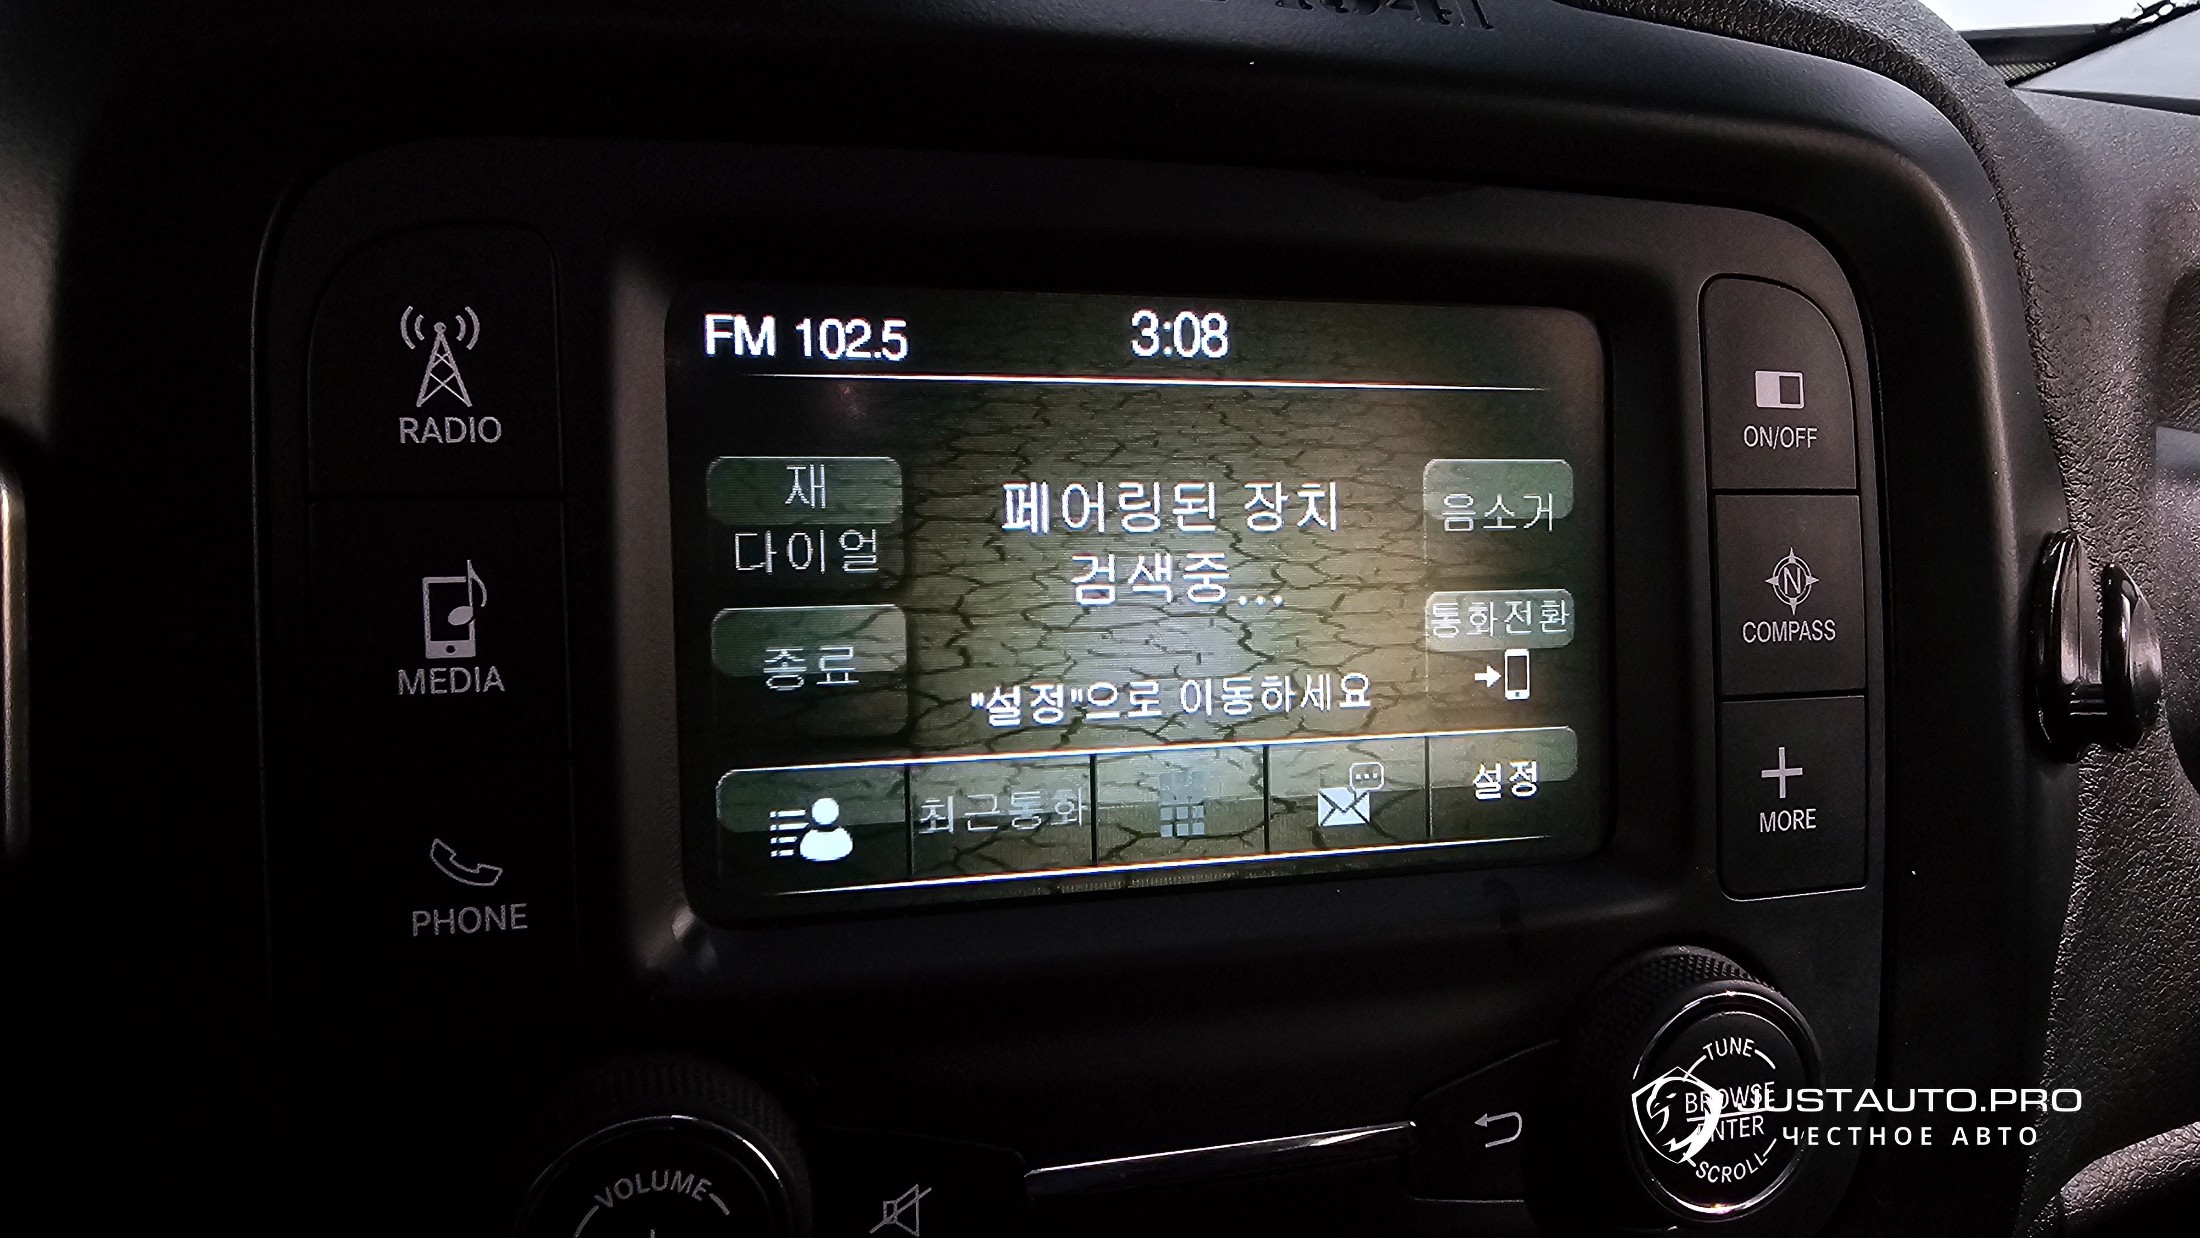 FM 102.5
3:08
RADIO
ON/OFF
재
다이얼
페어링된 장치
검색중...
음소거
통화전환
종료
"설정"으로 이동하세요
N
MEDIA
COMPASS
최근통화
설정
MORE
PHONE
TUNE
BROWSE
ENTER
SCROLL
JUSTAUTO.PRO
ЧЕСТНОЕ АВТО
VOLUME